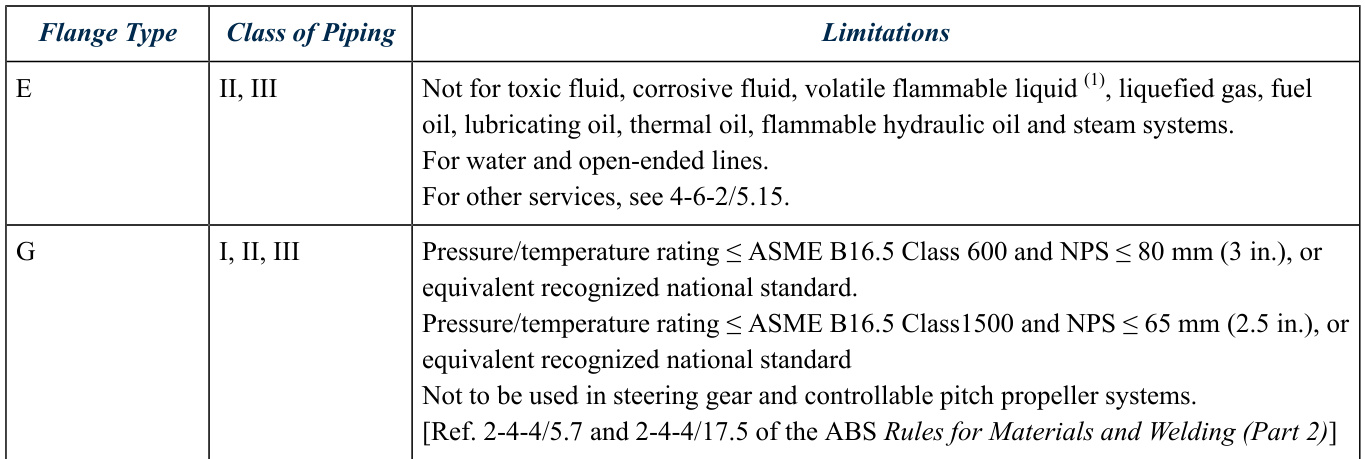 Flange Type Class of Piping Limitations
E II, III Not for toxic fluid, corrosive fluid, volatile flammable liquid (1), liquefied gas, fuel
oil, lubricating oil, thermal oil, flammable hydraulic oil and steam systems.
For water and open-ended lines.
For other services, see 4-6-2/5.15.
G I, II, III Pressure/temperature rating ≤ ASME B16.5 Class 600 and NPS ≤ 80 mm (3 in.), or
equivalent recognized national standard.
Pressure/temperature rating ≤ ASME B16.5 Class1500 and NPS ≤ 65 mm (2.5 in.), or
equivalent recognized national standard
Not to be used in steering gear and controllable pitch propeller systems.
[Ref. 2-4-4/5.7 and 2-4-4/17.5 of the ABS Rules for Materials and Welding (Part 2)]